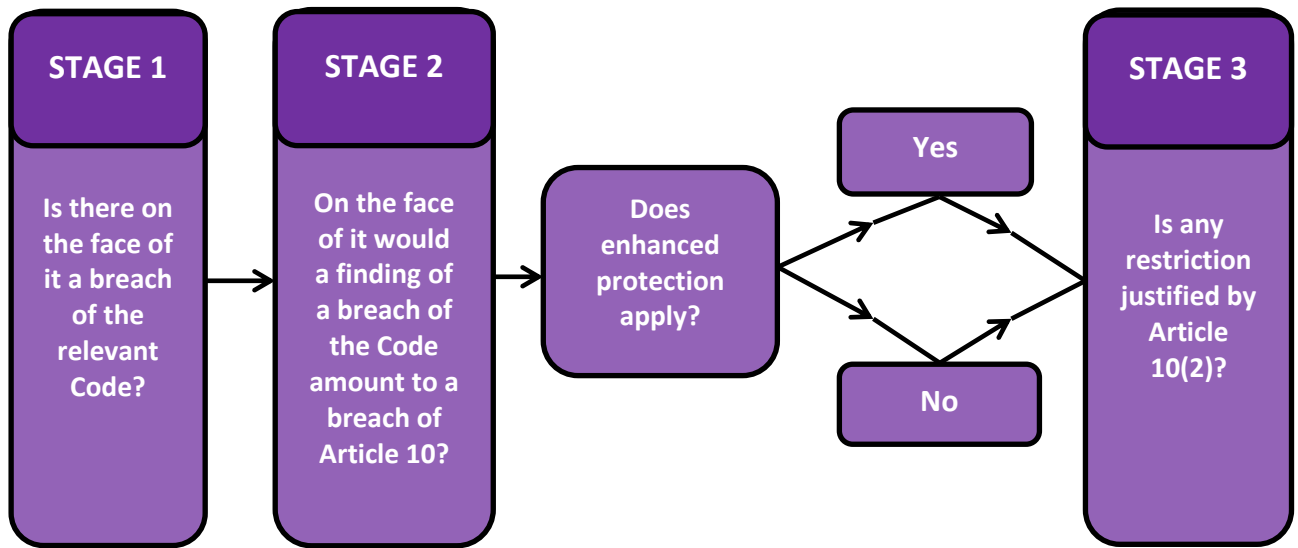 STAGE 1
Is there on
the face of
it a breach
of the
relevant
Code?
STAGE 2
On the face
of it would
a finding of
a breach of
the Code
amount to a
breach of
Article 10?
Does
enhanced
protection
apply?
Yes
No
STAGE 3
Is any
restriction
justified by
Article
10(2)?